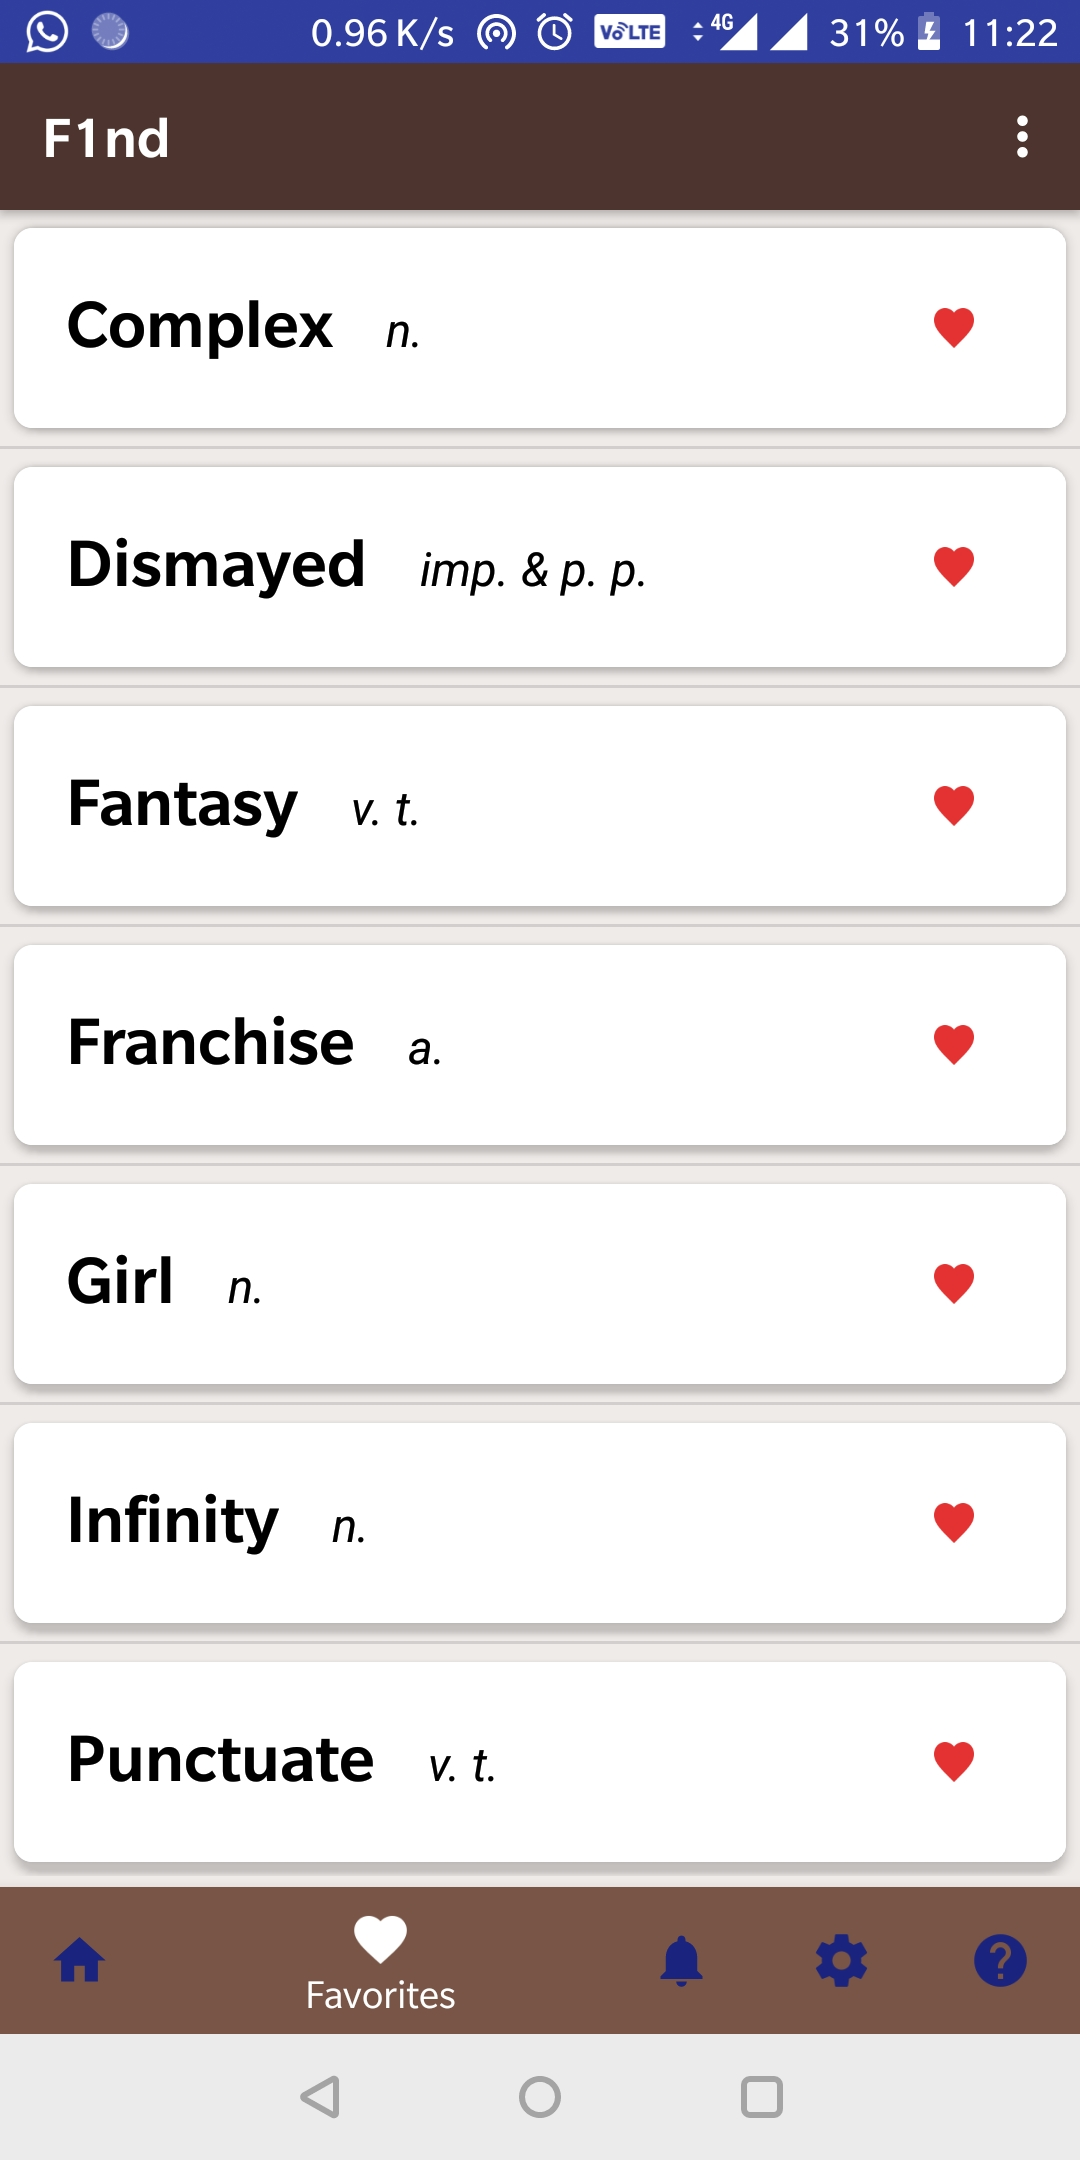 0.96 K/s VoLTE 4G 31% 11:22
F1nd
Complex n.
Dismayed imp. & p. p.
Fantasy v. t.
Franchise a.
Girl n.
Infinity n.
Punctuate v. t.
Favorites